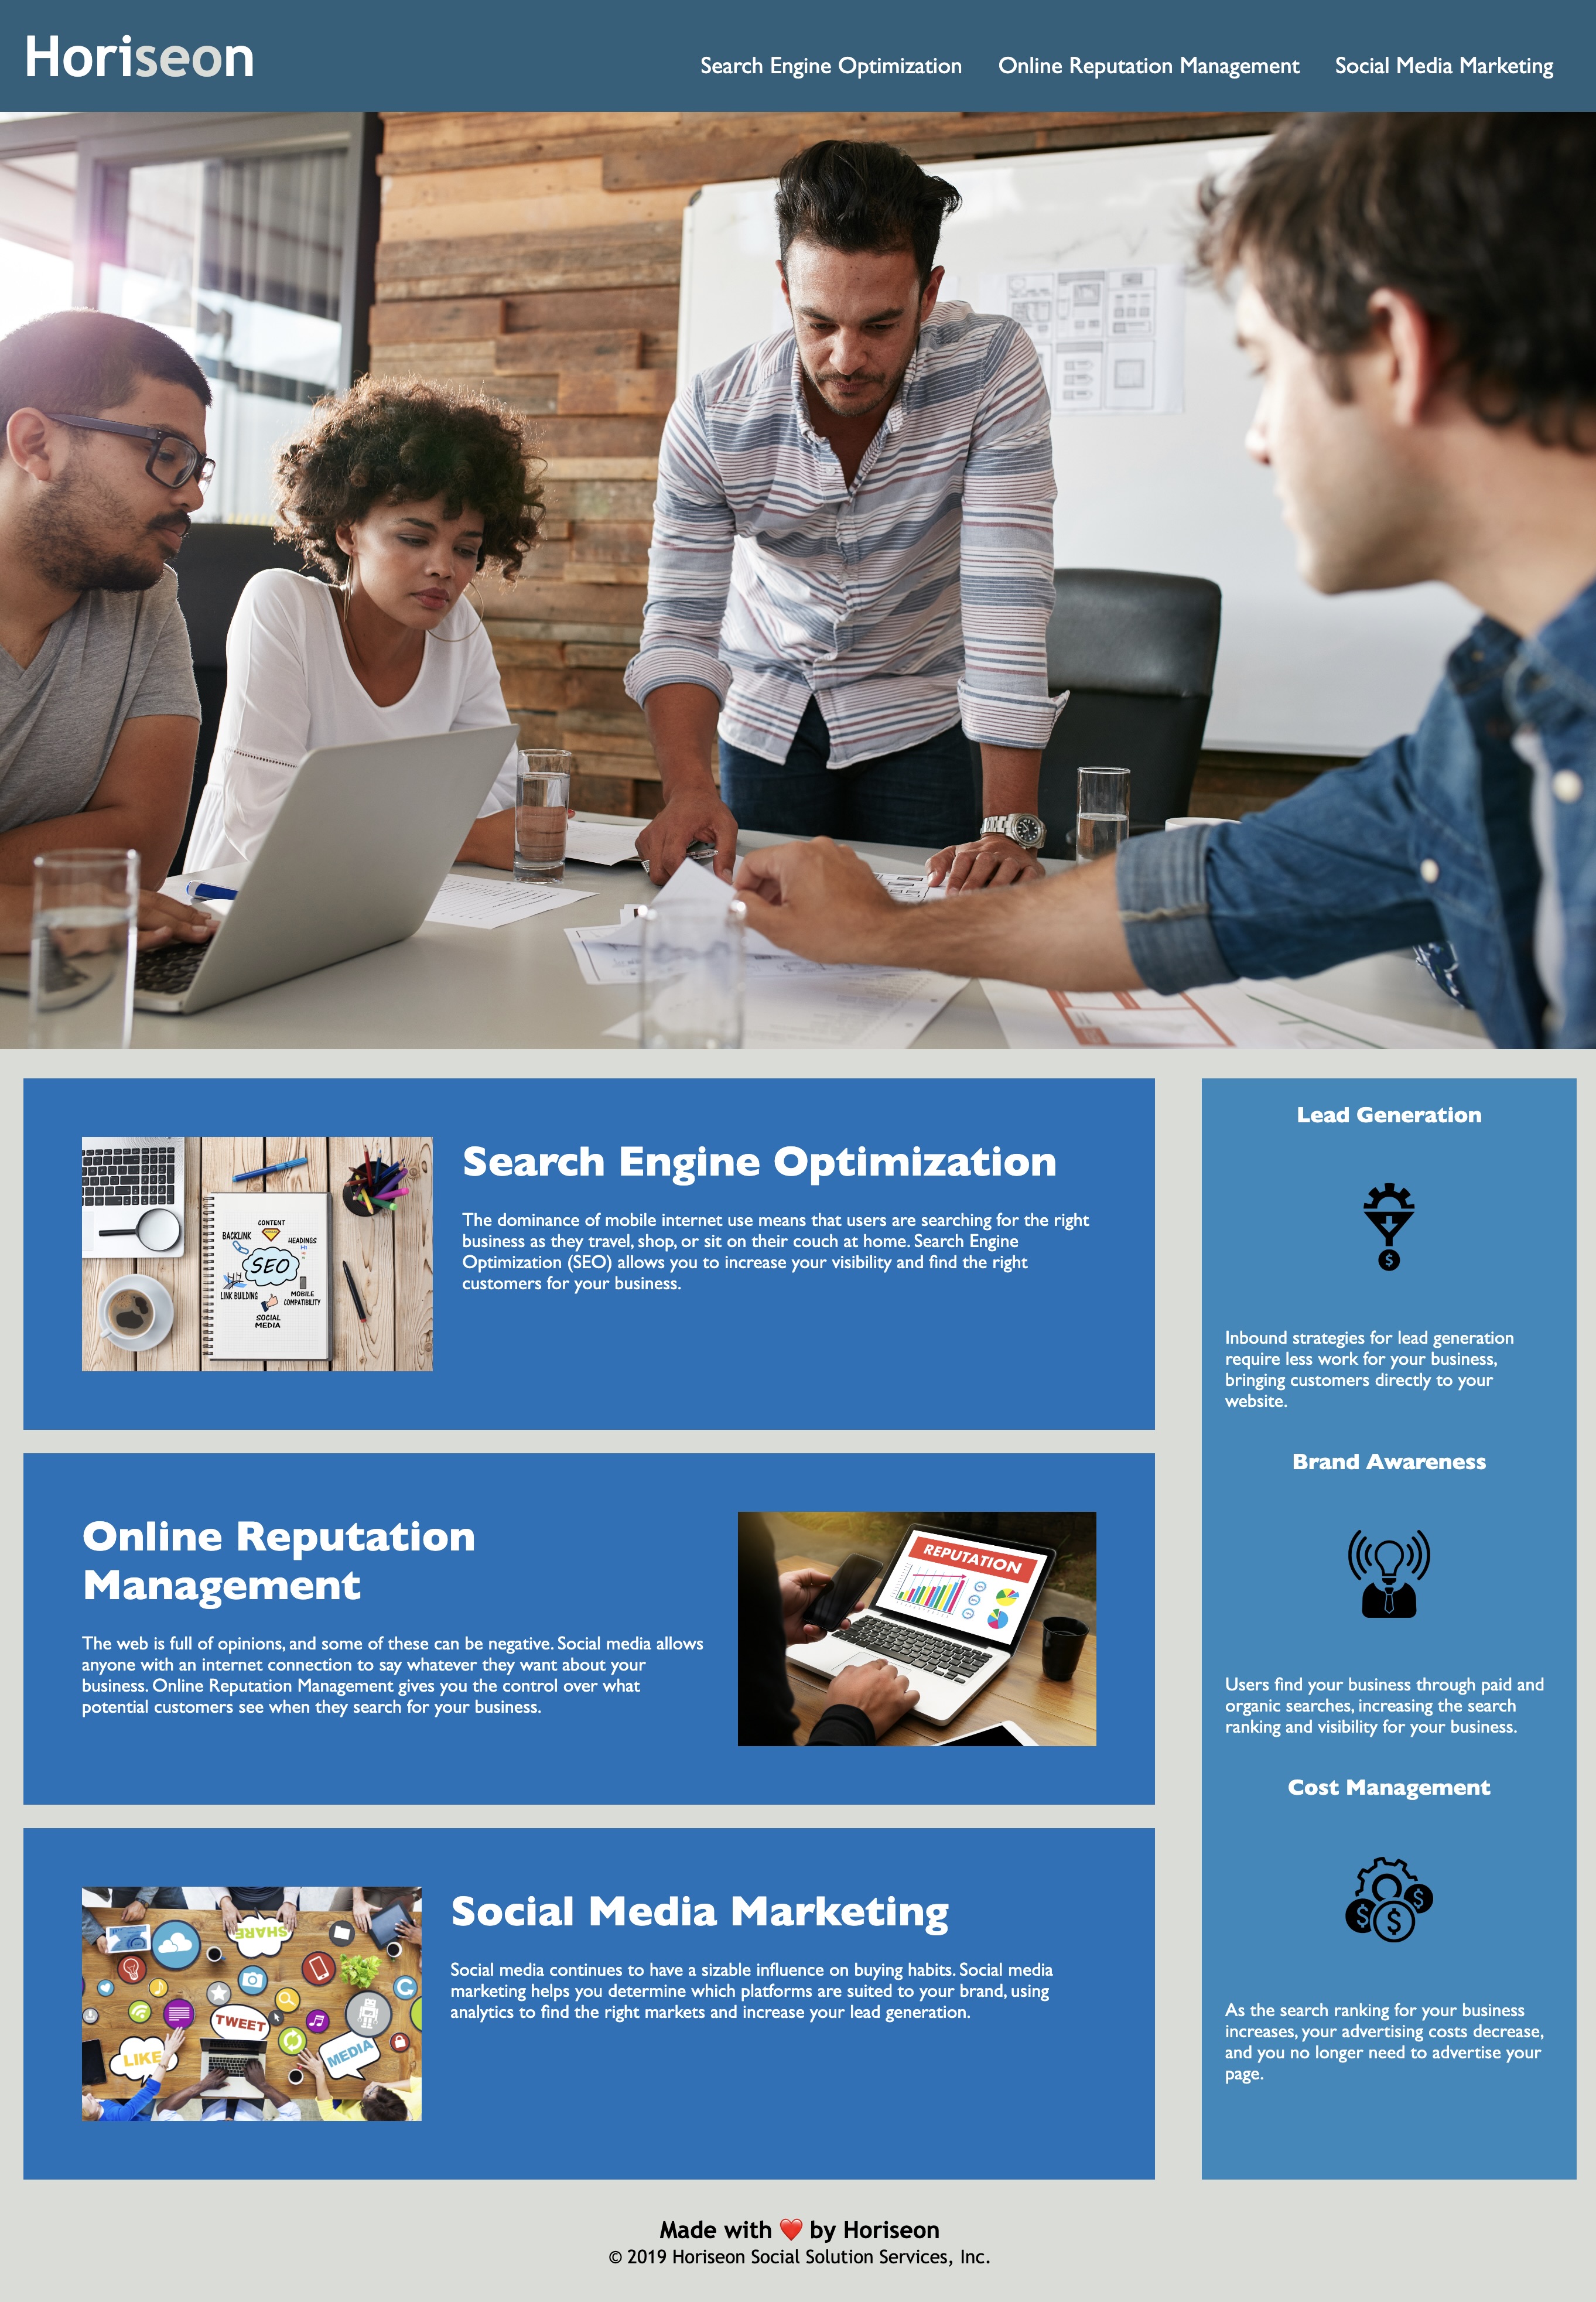 Horiseon
Search Engine Optimization
Online Reputation Management
Social Media Marketing
CONTENT
BACKLINK
HEADINGS
H1
SEO
LINK BUILDING
MOBILE
COMPATIBILITY
SOCIAL
MEDIA
Search Engine Optimization
The dominance of mobile internet use means that users are searching for the right
business as they travel, shop, or sit on their couch at home. Search Engine
Optimization (SEO) allows you to increase your visibility and find the right
customers for your business.
Online Reputation
Management
The web is full of opinions, and some of these can be negative. Social media allows
anyone with an internet connection to say whatever they want about your
business. Online Reputation Management gives you the control over what
potential customers see when they search for your business.
REPUTATION
SHARE
TWEET
LIKE
MEDIA
Social Media Marketing
Social media continues to have a sizable influence on buying habits. Social media
marketing helps you determine which platforms are suited to your brand, using
analytics to find the right markets and increase your lead generation.
Lead Generation
$
Inbound strategies for lead generation
require less work for your business,
bringing customers directly to your
website.
Brand Awareness
Users find your business through paid and
organic searches, increasing the search
ranking and visibility for your business.
Cost Management
$ $ $
As the search ranking for your business
increases, your advertising costs decrease,
and you no longer need to advertise your
page.
Made with ❤️ by Horiseon
© 2019 Horiseon Social Solution Services, Inc.